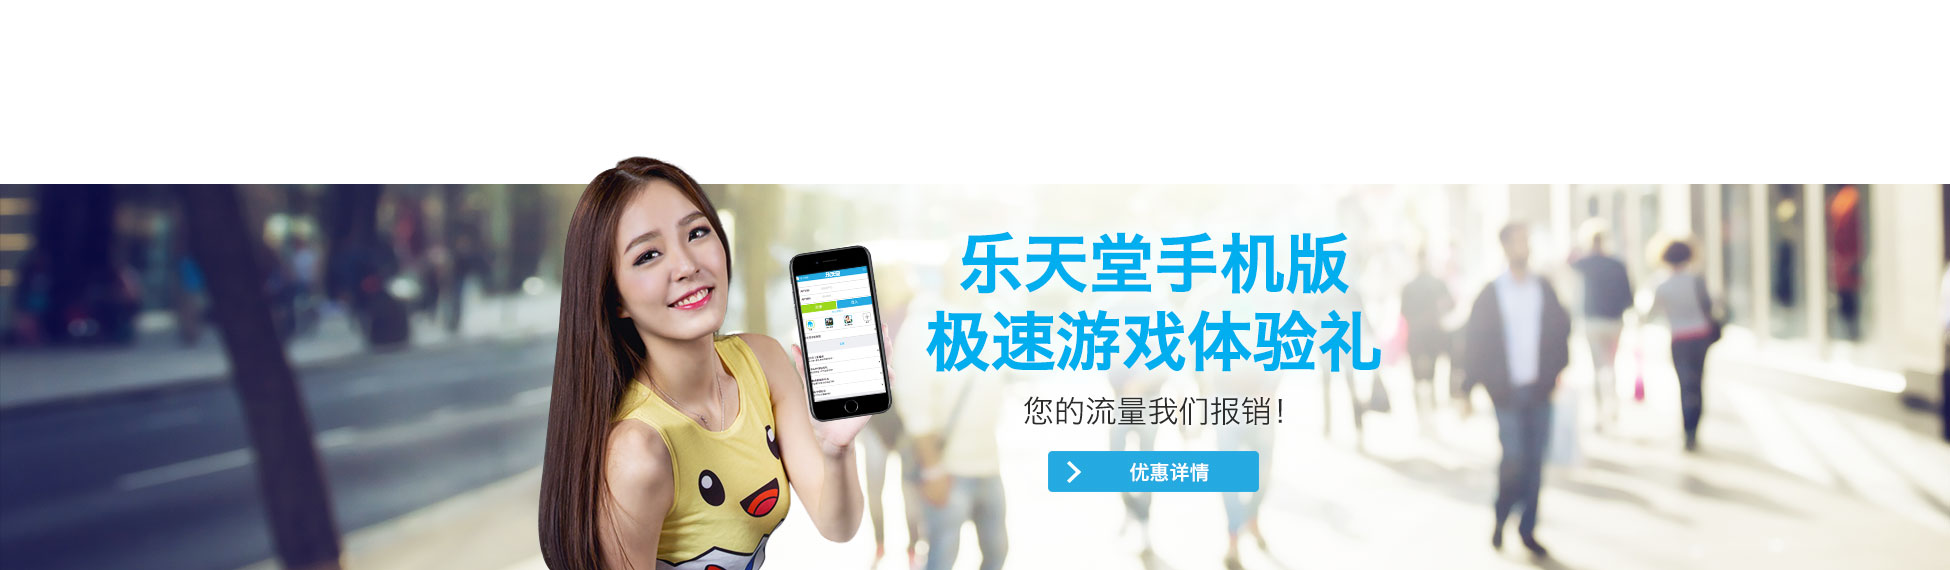 乐天堂手机版
极速游戏体验礼
您的流量我们报销！
优惠详情